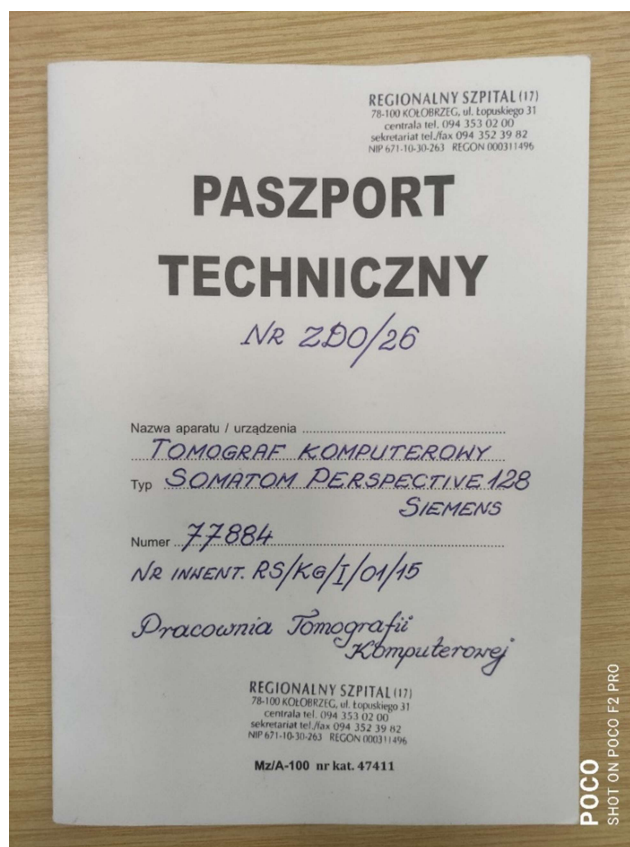 REGIONALNY SZPITAL (17)
78-100 KOŁOBRZEG, ul. Łopuskiego 31
centrala tel. 094 353 02 00
sekretariat tel./fax 094 352 39 82
NIP 671-10-30-263 REGON 000311496
PASZPORT
TECHNICZNY
NR ZDO/26
Nazwa aparatu / urządzenia
TOMOGRAF KOMPUTEROWY
Typ SOMATOM PERSPECTIVE 128
SIEMENS
Numer 77884
NR INWENT. RS/KG/I/01/15
Pracownia Tomografii
Komputerowej
REGIONALNY SZPITAL (17)
78-100 KOŁOBRZEG, ul. Łopuskiego 31
centrala tel. 094 353 02 00
sekretariat tel./fax 094 352 39 82
NIP 671-10-30-263 REGON 000311496
Mz/A-100 nr kat. 47411
POCO
SHOT ON POCO F2 PRO